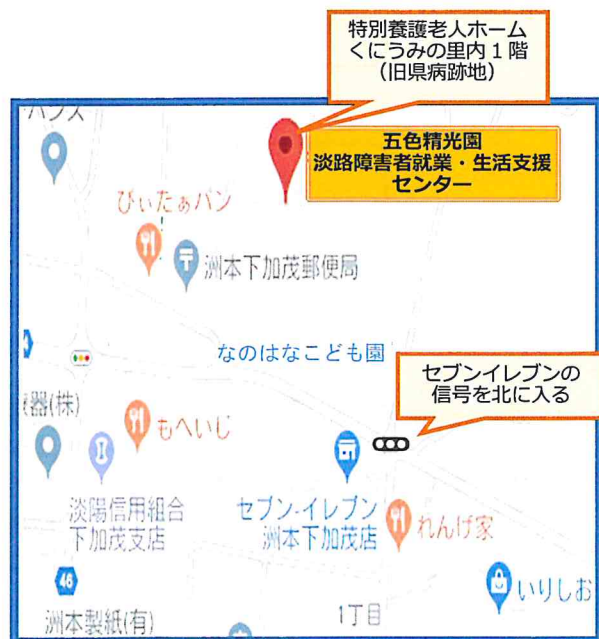 特別養護老人ホーム
くにうみの里内1階
(旧県病跡地)
五色精光園
淡路障害者就業・生活支援
センター
びぃたぁパン
洲本下加茂郵便局
なのはなこども園
セブンイレブンの
信号を北に入る
器(株)
もへいじ
淡陽信用組合
下加茂支店
セブン-イレブン
洲本下加茂店
れんげ家
46
いりしお
洲本製紙(有)
1丁目